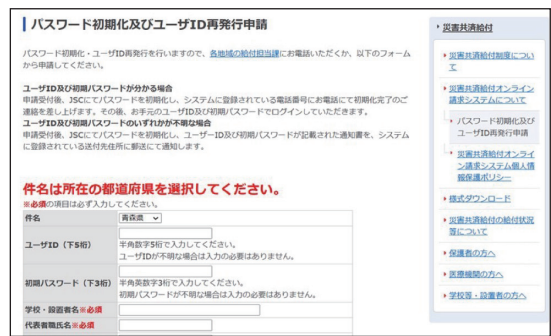 パスワード初期化及びユーザID再発行申請
パスワード初期化・ユーザID再発行を行いますので、各地域の給付担当課にお電話いただくか、以下のフォーム
から申請してください。
ユーザID及び初期パスワードが分かる場合
申請受付後、JSCにてパスワードを初期化し、システムに登録されている電話番号にお電話にて初期化完了のご
連絡を差し上げます。その後、お手元のユーザID及び初期パスワードでログインしていただきます。
ユーザID及び初期パスワードのいずれかが不明な場合
申請受付後、JSCにてパスワードを初期化し、ユーザーID及び初期パスワードが記載された通知書を、システム
に登録されている送付先住所に郵送にて通知します。
件名は所在の都道府県を選択してください。
※必須の項目は必ず入力してください。
件名
青森県
ユーザID（下5桁）
半角数字5桁で入力してください。
ユーザIDが不明な場合は入力の必要はありません。
初期パスワード（下3桁）
半角英数字3桁で入力してください。
初期パスワードが不明な場合は入力の必要はありません。
学校・設置者名※必須
代表者職氏名※必須
災害共済給付
災害共済給付制度につい
て
災害共済給付オンライン
請求システムについて
パスワード初期化及び
ユーザID再発行申請
災害共済給付オンライ
ン請求システム個人情
報保護ポリシー
様式ダウンロード
災害共済給付の給付状況
等について
保護者の方へ
医療機関の方へ
学校等・設置者の方へ